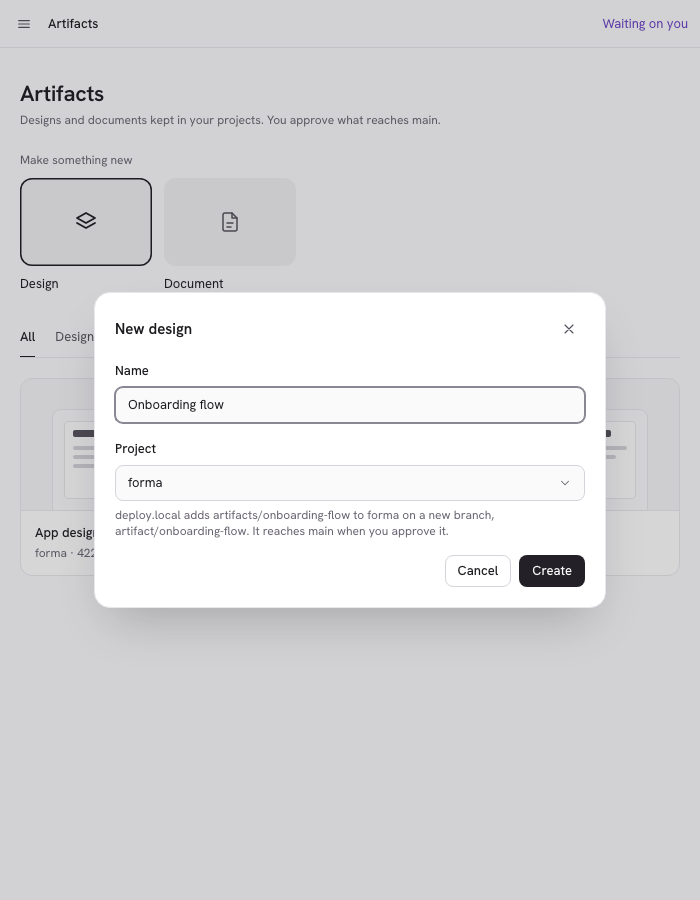 Artifacts
Waiting on you
Artifacts
Designs and documents kept in your projects. You approve what reaches main.
Make something new
Design
Document
All
Design
New design
Name
Onboarding flow
Project
forma
deploy.local adds artifacts/onboarding-flow to forma on a new branch,
artifact/onboarding-flow. It reaches main when you approve it.
Cancel
Create
App design
forma · 422